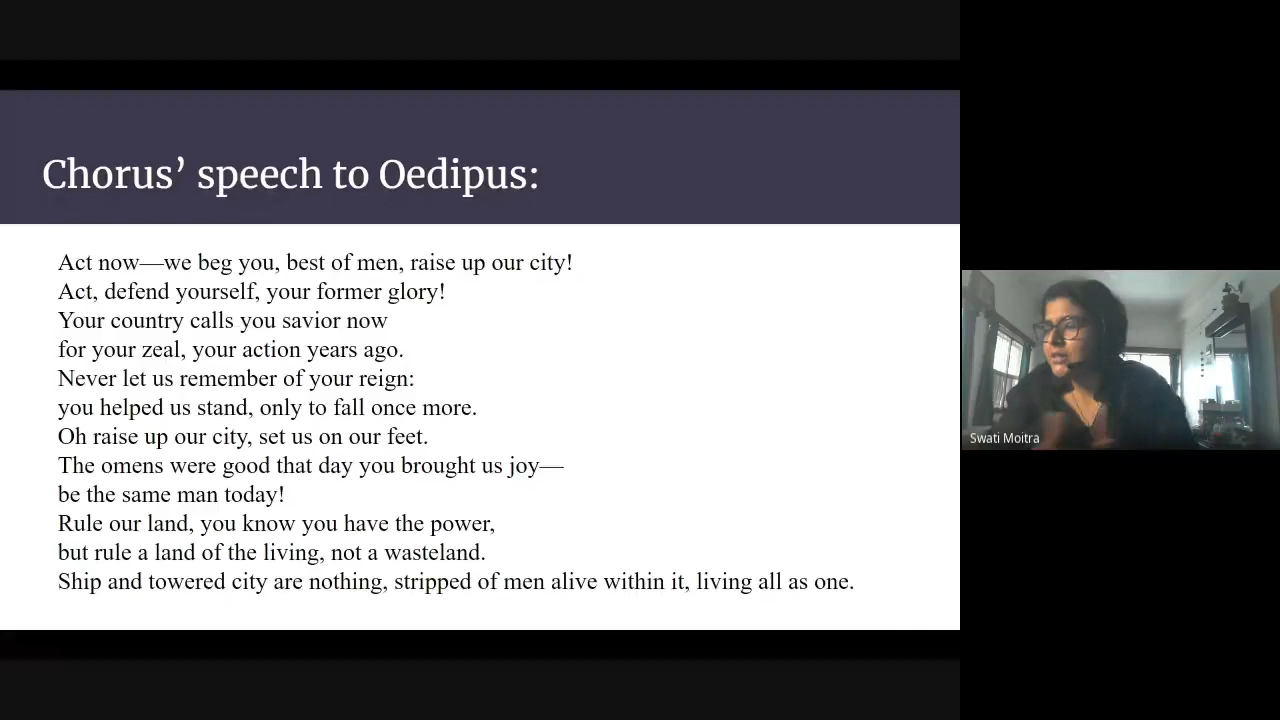 Chorus’ speech to Oedipus:
Act now—we beg you, best of men, raise up our city!
Act, defend yourself, your former glory!
Your country calls you savior now
for your zeal, your action years ago.
Never let us remember of your reign:
you helped us stand, only to fall once more.
Oh raise up our city, set us on our feet.
The omens were good that day you brought us joy—
be the same man today!
Rule our land, you know you have the power,
but rule a land of the living, not a wasteland.
Ship and towered city are nothing, stripped of men alive within it, living all as one.
Swati Moitra